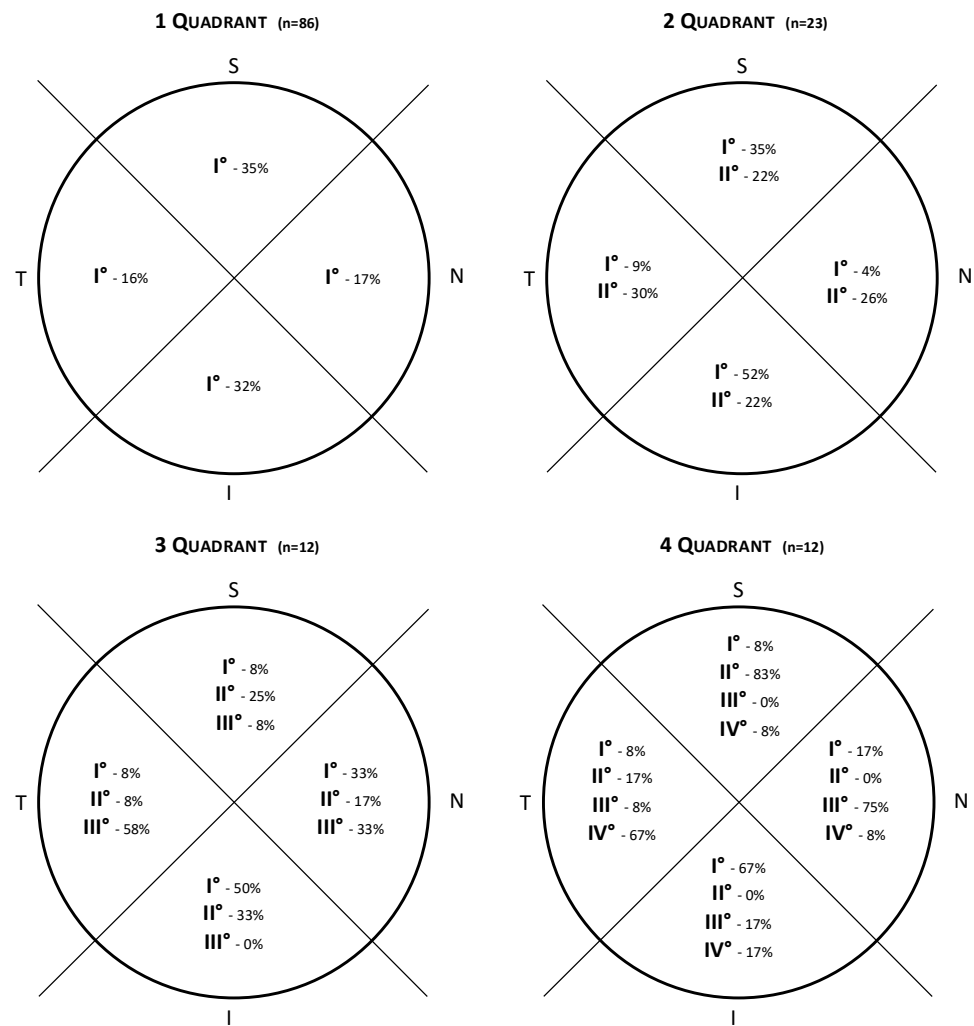 1 QUADRANT (n=86)
S
I° - 35%
T
I° - 16%
I° - 17%
N
I° - 32%
I
2 QUADRANT (n=23)
S
I° - 35%
II° - 22%
T
I° - 9%
II° - 30%
I° - 4%
II° - 26%
N
I° - 52%
II° - 22%
I
3 QUADRANT (n=12)
S
I° - 8%
II° - 25%
III° - 8%
T
I° - 8%
II° - 8%
III° - 58%
I° - 33%
II° - 17%
III° - 33%
N
I° - 50%
II° - 33%
III° - 0%
I
4 QUADRANT (n=12)
S
I° - 8%
II° - 83%
III° - 0%
IV° - 8%
T
I° - 8%
II° - 17%
III° - 8%
IV° - 67%
I° - 17%
II° - 0%
III° - 75%
IV° - 8%
N
I° - 67%
II° - 0%
III° - 17%
IV° - 17%
I